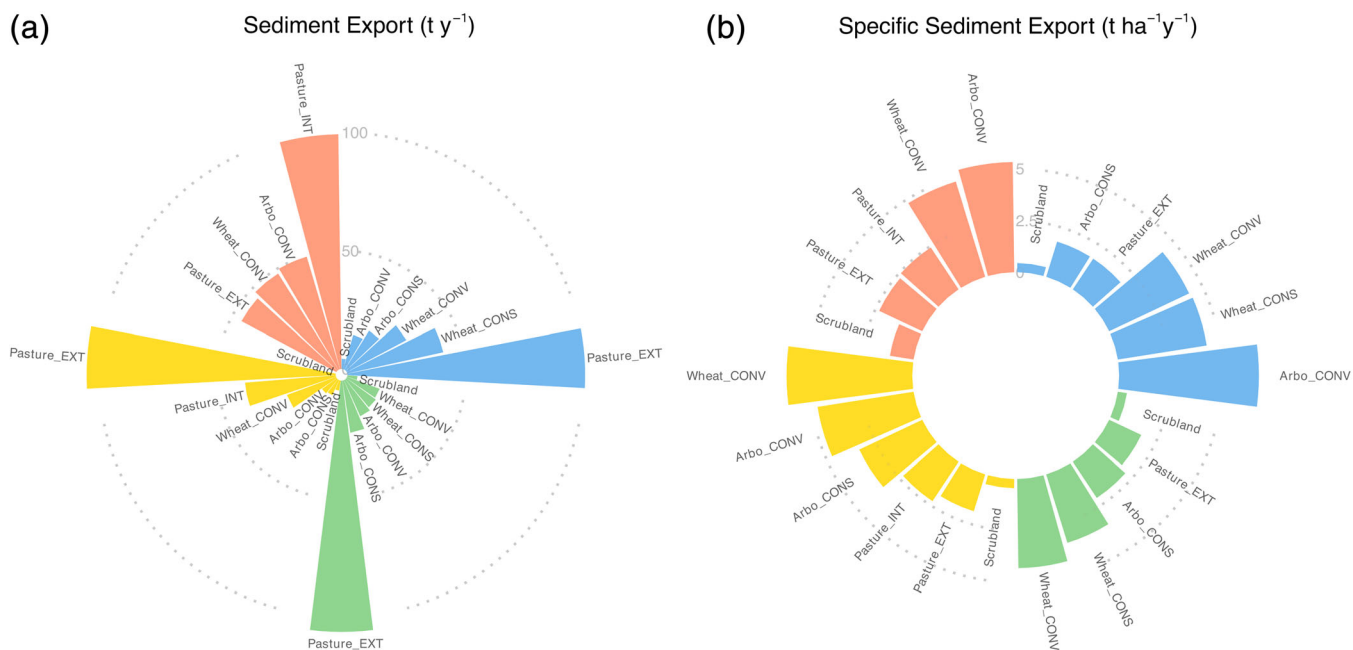 (a)
Sediment Export (t y⁻¹)
Pasture_INT
100
Arbo_CONV
Wheat_CONV
Pasture_EXT
50
Scrubland
Arbo_CONV
Arbo_CONS
Wheat_CONV
Wheat_CONS
Pasture_EXT
Scrubland
0
Pasture_EXT
Pasture_INT
Wheat_CONV
Arbo_CONV
Arbo_CONS
Scrubland
Scrubland
Wheat_CONV
Wheat_CONS
Arbo_CONV
Arbo_CONS
Pasture_EXT
(b)
Specific Sediment Export (t ha⁻¹y⁻¹)
Arbo_CONV
Wheat_CONV
Pasture_INT
Pasture_EXT
Scrubland
5
2.5
0
Scrubland
Arbo_CONS
Pasture_EXT
Wheat_CONV
Wheat_CONS
Arbo_CONV
Wheat_CONV
Arbo_CONV
Arbo_CONS
Pasture_INT
Pasture_EXT
Scrubland
Scrubland
Pasture_EXT
Arbo_CONS
Wheat_CONS
Wheat_CONV